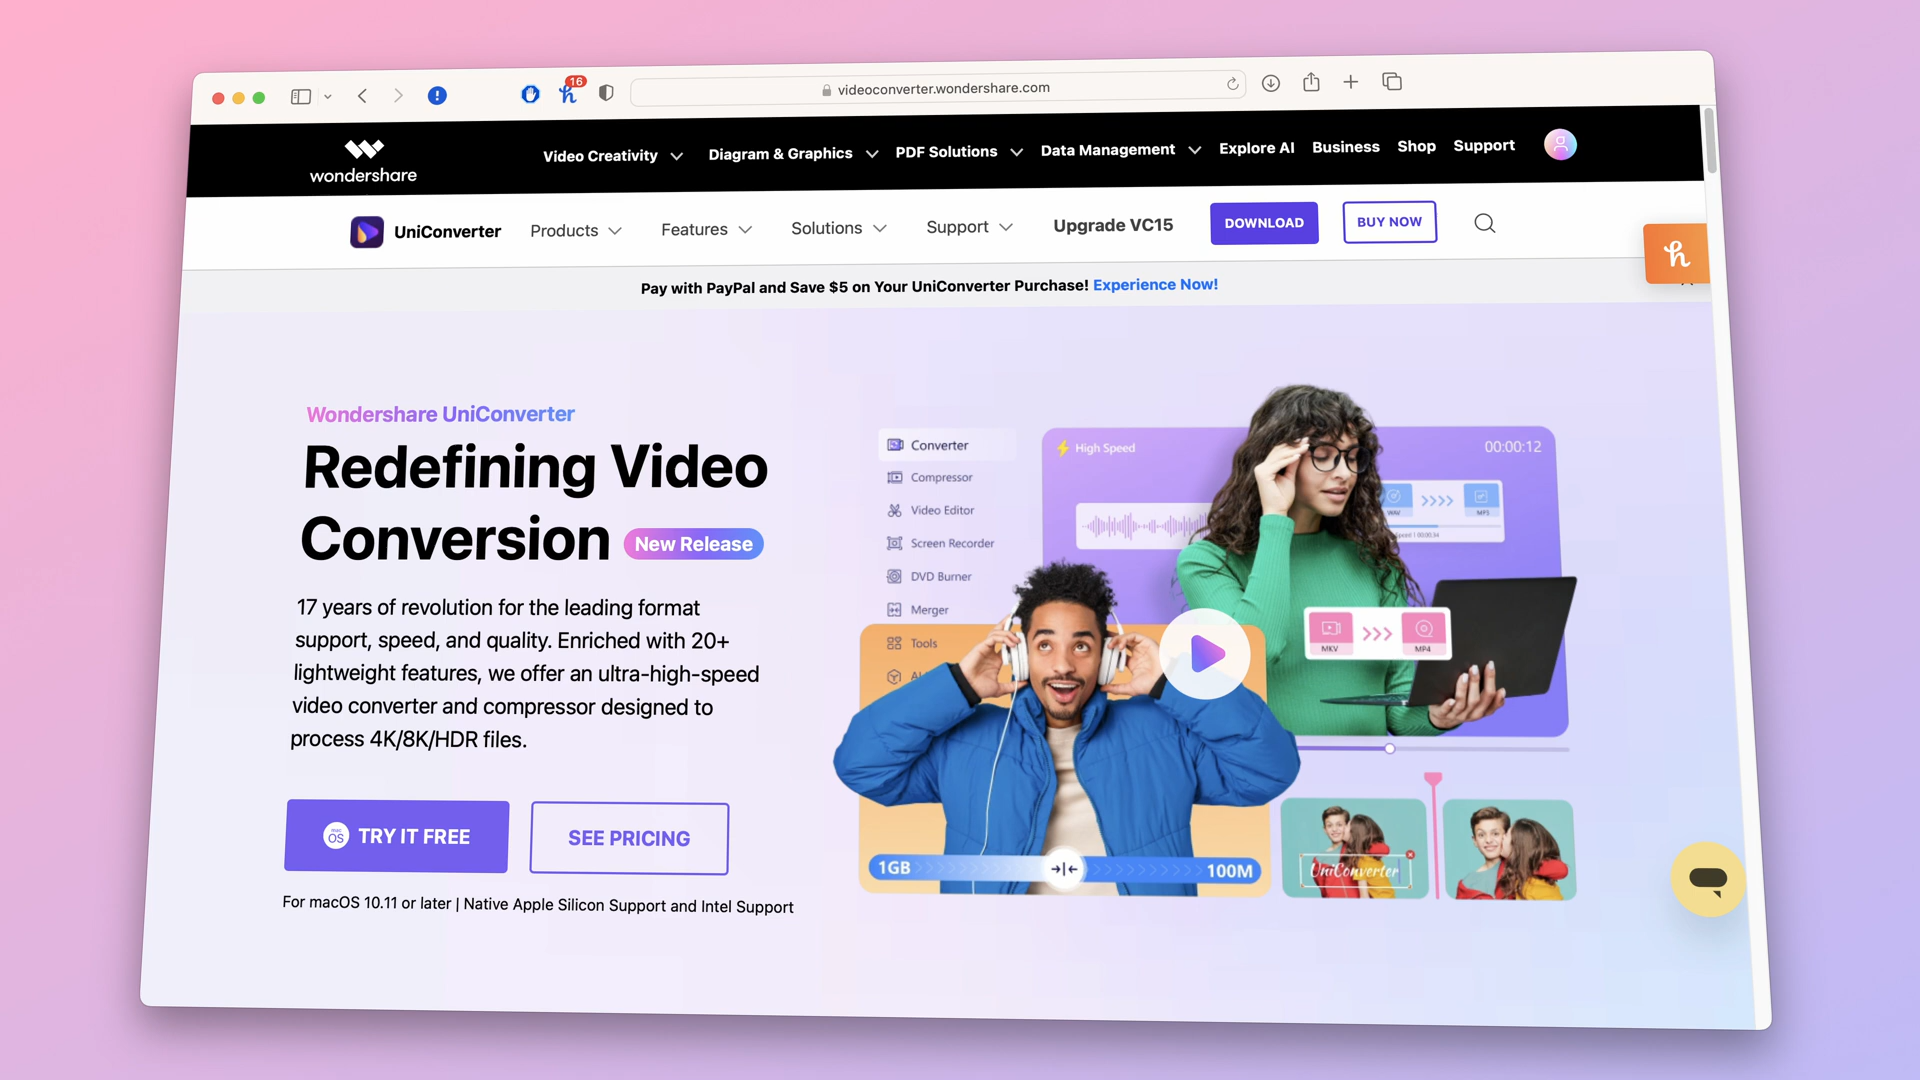 16
videoconverter.wondershare.com
wondershare
Video Creativity
Diagram & Graphics
PDF Solutions
Data Management
Explore AI
Business
Shop
Support
UniConverter
Products
Features
Solutions
Support
Upgrade VC15
DOWNLOAD
BUY NOW
Pay with PayPal and Save $5 on Your UniConverter Purchase! Experience Now!
Wondershare UniConverter
Redefining Video
Conversion
New Release
17 years of revolution for the leading format
support, speed, and quality. Enriched with 20+
lightweight features, we offer an ultra-high-speed
video converter and compressor designed to
process 4K/8K/HDR files.
macOS
TRY IT FREE
SEE PRICING
For macOS 10.11 or later | Native Apple Silicon Support and Intel Support
Converter
Compressor
Video Editor
Screen Recorder
DVD Burner
Merger
Tools
High Speed
00:00:12
WAV
MP3
MKV
MP4
1GB
100M
UniConverter